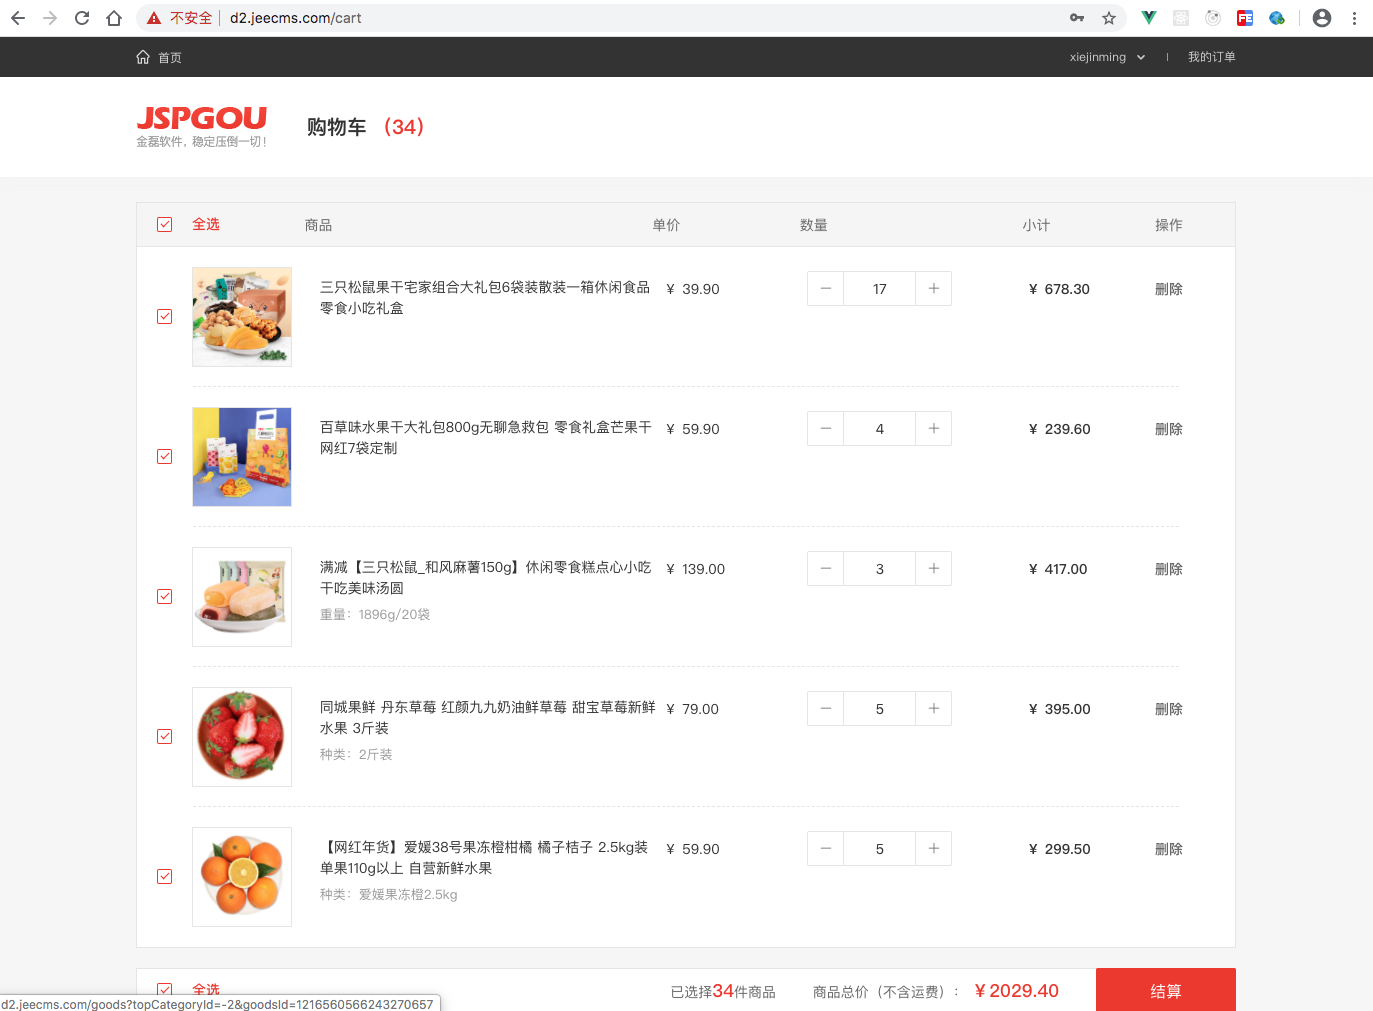 不安全 d2.jeecms.com/cart
首页 xiejinming 我的订单
JSPGOU
金磊软件，稳定压倒一切！
购物车 （34）
全选 商品 单价 数量 小计 操作
三只松鼠果干宅家组合大礼包6袋装散装一箱休闲食品 ¥ 39.90 17 ¥ 678.30 删除
零食小吃礼盒
百草味水果干大礼包800g无聊急救包 零食礼盒芒果干 ¥ 59.90 4 ¥ 239.60 删除
网红7袋定制
满减【三只松鼠_和风麻薯150g】休闲零食糕点心小吃 ¥ 139.00 3 ¥ 417.00 删除
干吃美味汤圆
重量：1896g/20袋
同城果鲜 丹东草莓 红颜九九奶油鲜草莓 甜宝草莓新鲜 ¥ 79.00 5 ¥ 395.00 删除
水果 3斤装
种类：2斤装
【网红年货】爱媛38号果冻橙柑橘 橘子桔子 2.5kg装 ¥ 59.90 5 ¥ 299.50 删除
单果110g以上 自营新鲜水果
种类：爱媛果冻橙2.5kg
全选 已选择34件商品 商品总价（不含运费）： ¥ 2029.40 结算
d2.jeecms.com/goods?topCategoryId=-2&goodsId=1216560566243270657